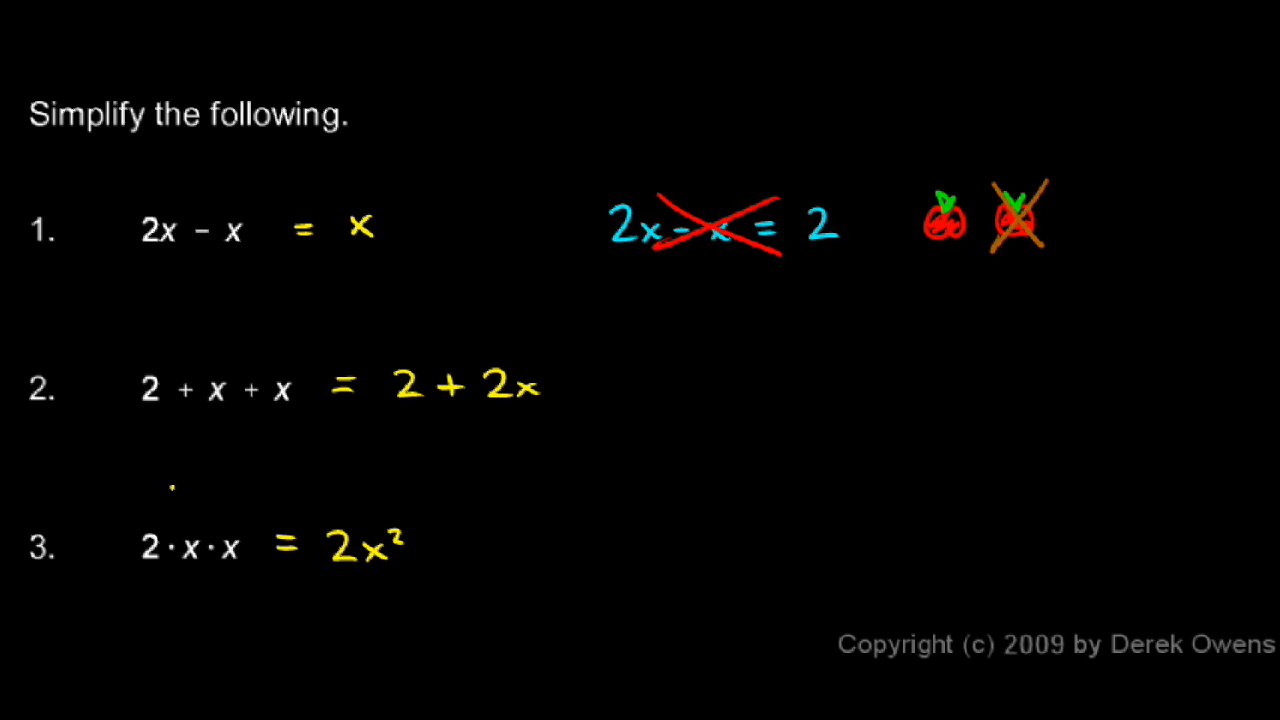 Simplify the following.
1. 2x - x = x 2x - x = 2
2. 2 + x + x = 2 + 2x
3. 2 · x · x = 2x²
Copyright (c) 2009 by Derek Owens